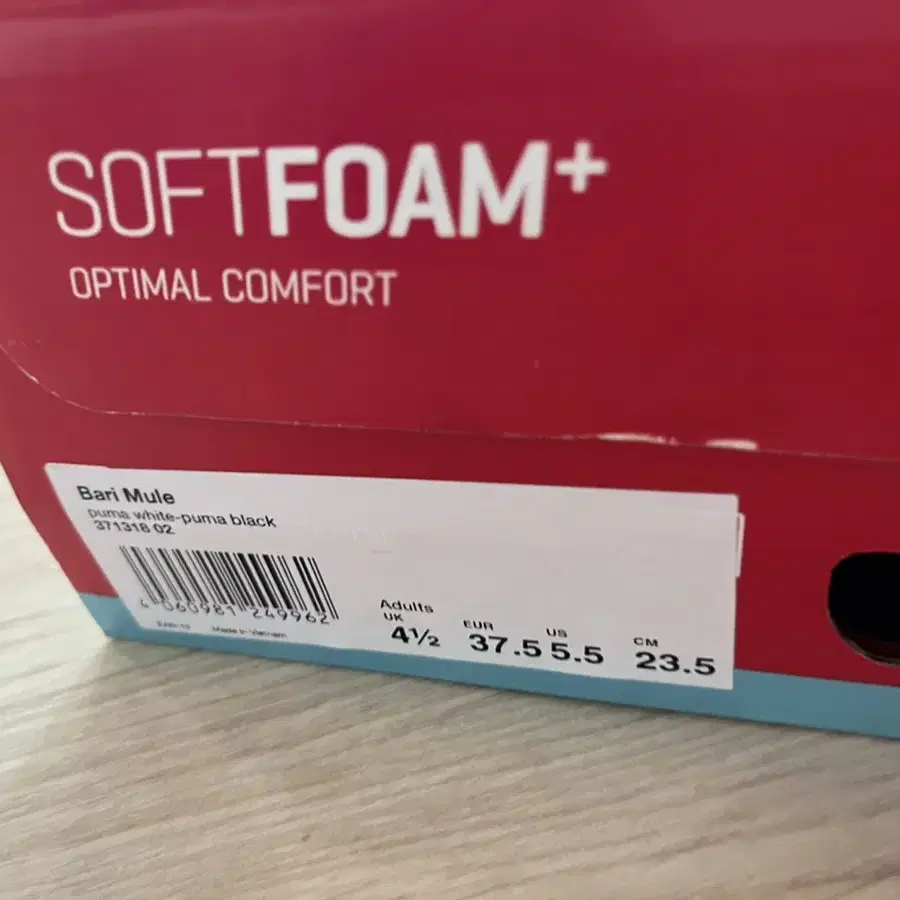 SOFTFOAM+
OPTIMAL COMFORT
Bari Mule
puma white-puma black
371318 02
4 060981 249962
Made in Vietnam
Adults
UK EUR US CM
4½ 37.5 5.5 23.5